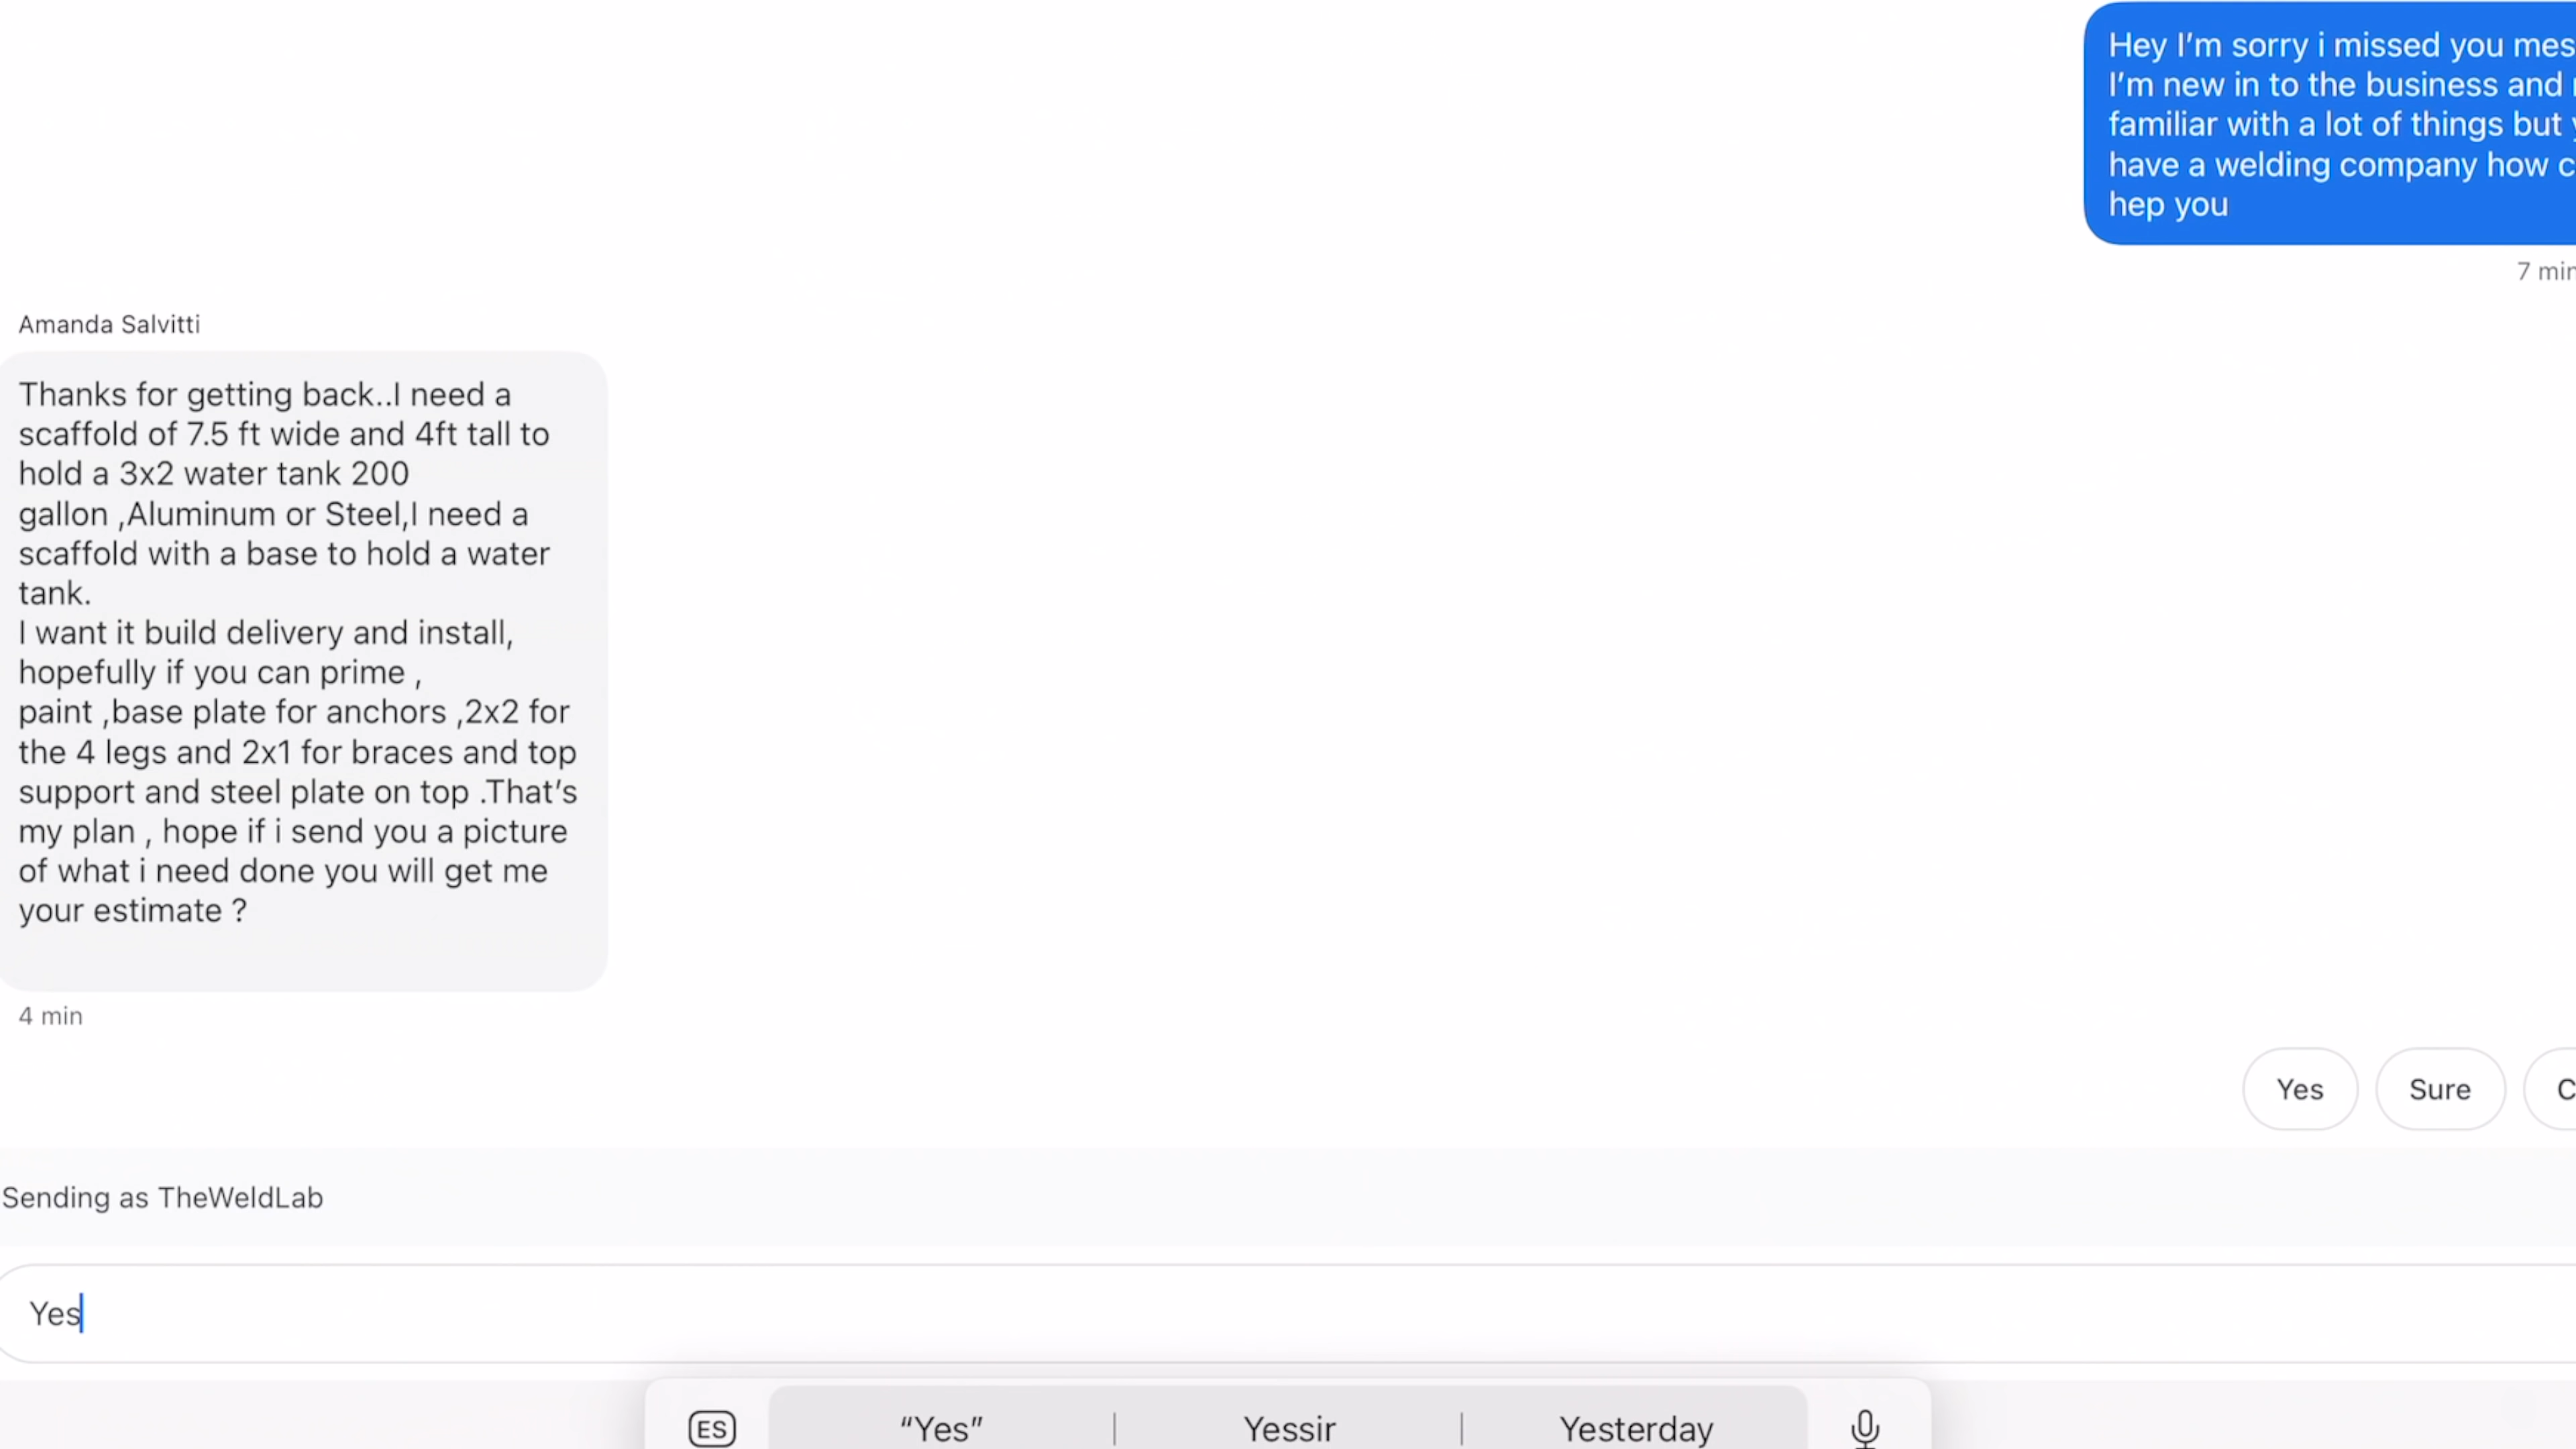 Hey I'm sorry i missed you
I'm new in to the business and
familiar with a lot of things but
have a welding company how
hep you
7
Amanda Salvitti
Thanks for getting back..I need a
scaffold of 7.5 ft wide and 4ft tall to
hold a 3x2 water tank 200
gallon ,Aluminum or Steel,I need a
scaffold with a base to hold a water
tank.
I want it build delivery and install,
hopefully if you can prime ,
paint ,base plate for anchors ,2x2 for
the 4 legs and 2x1 for braces and top
support and steel plate on top .That's
my plan , hope if i send you a picture
of what i need done you will get me
your estimate ?
4 min
Yes Sure
Sending as TheWeldLab
Yes
ES “Yes” Yessir Yesterday